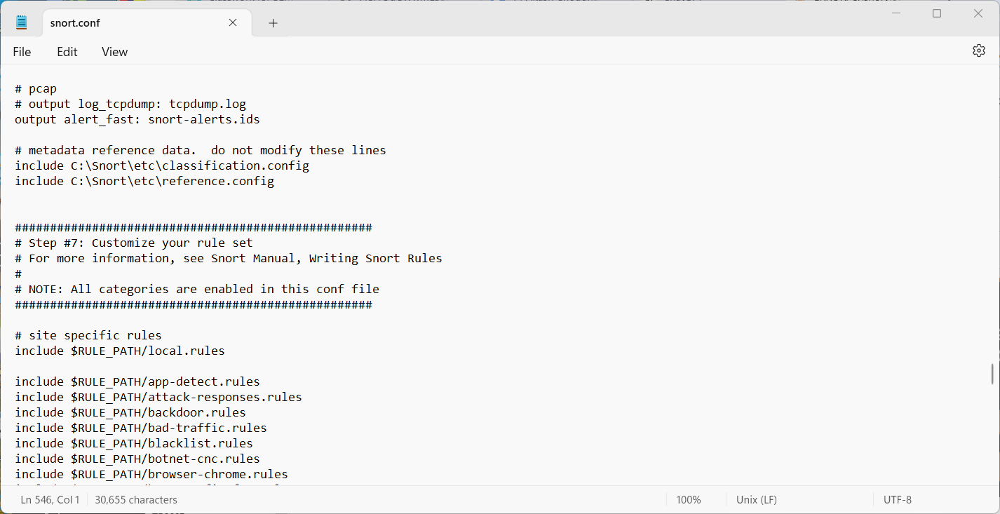 snort.conf
File Edit View
# pcap
# output log_tcpdump: tcpdump.log
output alert_fast: snort-alerts.ids
# metadata reference data.  do not modify these lines
include C:\Snort\etc\classification.config
include C:\Snort\etc\reference.config
###################################################
# Step #7: Customize your rule set
# For more information, see Snort Manual, Writing Snort Rules
#
# NOTE: All categories are enabled in this conf file
###################################################
# site specific rules
include $RULE_PATH/local.rules
include $RULE_PATH/app-detect.rules
include $RULE_PATH/attack-responses.rules
include $RULE_PATH/backdoor.rules
include $RULE_PATH/bad-traffic.rules
include $RULE_PATH/blacklist.rules
include $RULE_PATH/botnet-cnc.rules
include $RULE_PATH/browser-chrome.rules
Ln 546, Col 1 30,655 characters 100% Unix (LF) UTF-8